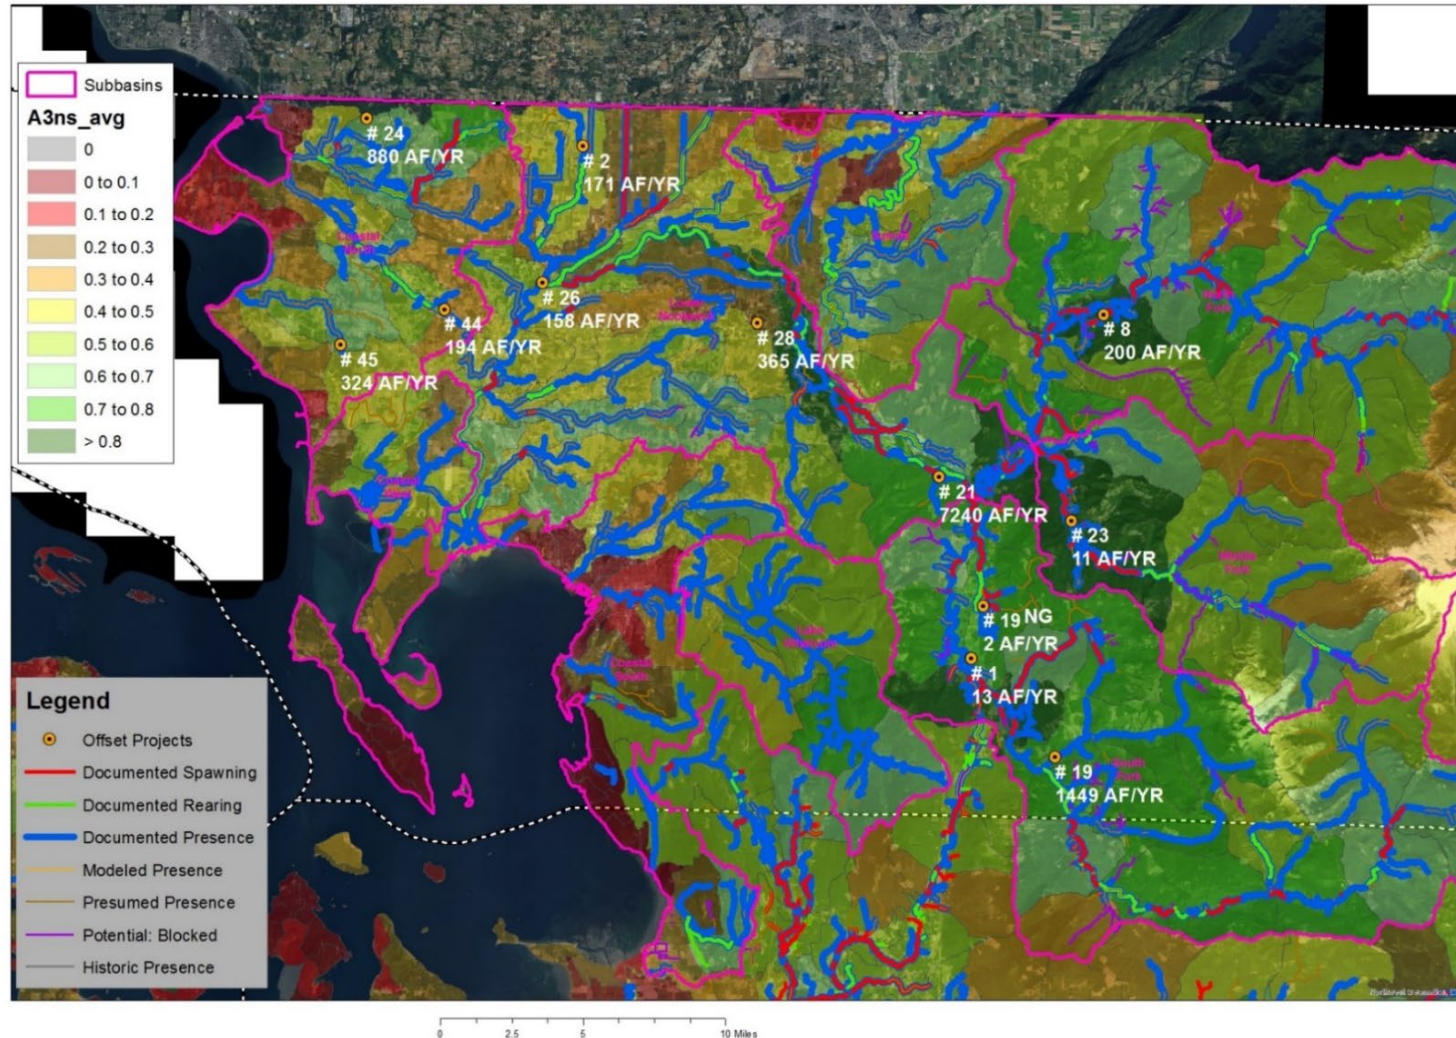 Subbasins
A3ns_avg
0
0 to 0.1
0.1 to 0.2
0.2 to 0.3
0.3 to 0.4
0.4 to 0.5
0.5 to 0.6
0.6 to 0.7
0.7 to 0.8
> 0.8
# 24
880 AF/YR
# 2
171 AF/YR
# 26
158 AF/YR
# 44
194 AF/YR
# 45
324 AF/YR
# 28
365 AF/YR
# 8
200 AF/YR
# 21
7240 AF/YR
# 23
11 AF/YR
# 19 NG
2 AF/YR
# 1
13 AF/YR
# 19
1449 AF/YR
Coastal
South
Fork
Legend
Offset Projects
Documented Spawning
Documented Rearing
Documented Presence
Modeled Presence
Presumed Presence
Potential: Blocked
Historic Presence
0 2.5 5 10 Miles